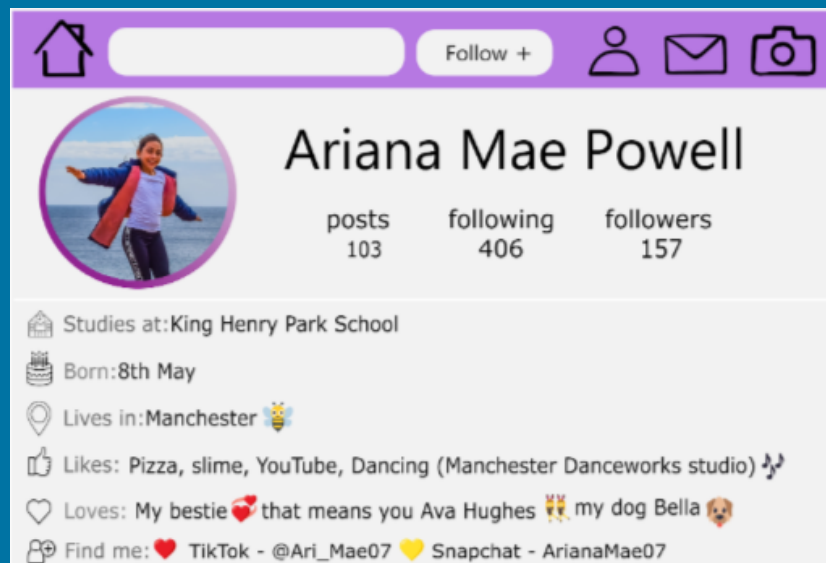 Follow +
Ariana Mae Powell
posts following followers
103 406 157
Studies at:King Henry Park School
Born:8th May
Lives in:Manchester 🐝
Likes: Pizza, slime, YouTube, Dancing (Manchester Danceworks studio) 🎶
Loves: My bestie 💞 that means you Ava Hughes 👯 my dog Bella 🐶
Find me: ❤️ TikTok - @Ari_Mae07 💛 Snapchat - ArianaMae07